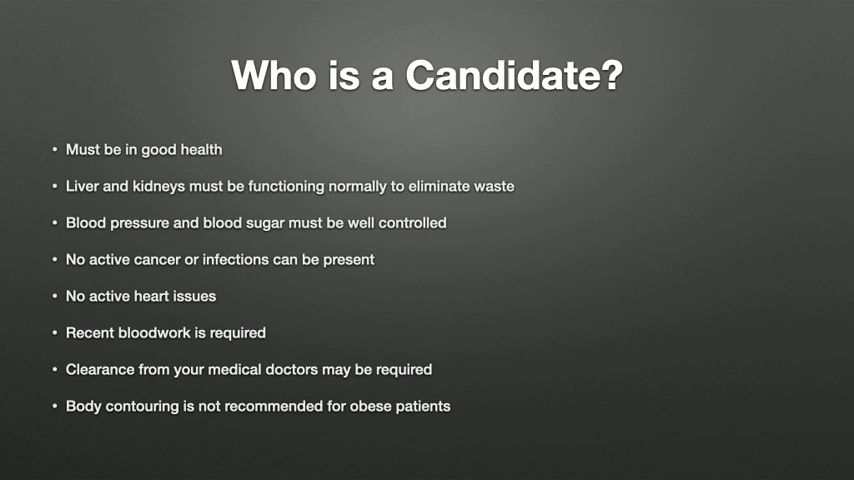 Who is a Candidate?
• Must be in good health
• Liver and kidneys must be functioning normally to eliminate waste
• Blood pressure and blood sugar must be well controlled
• No active cancer or infections can be present
• No active heart issues
• Recent bloodwork is required
• Clearance from your medical doctors may be required
• Body contouring is not recommended for obese patients